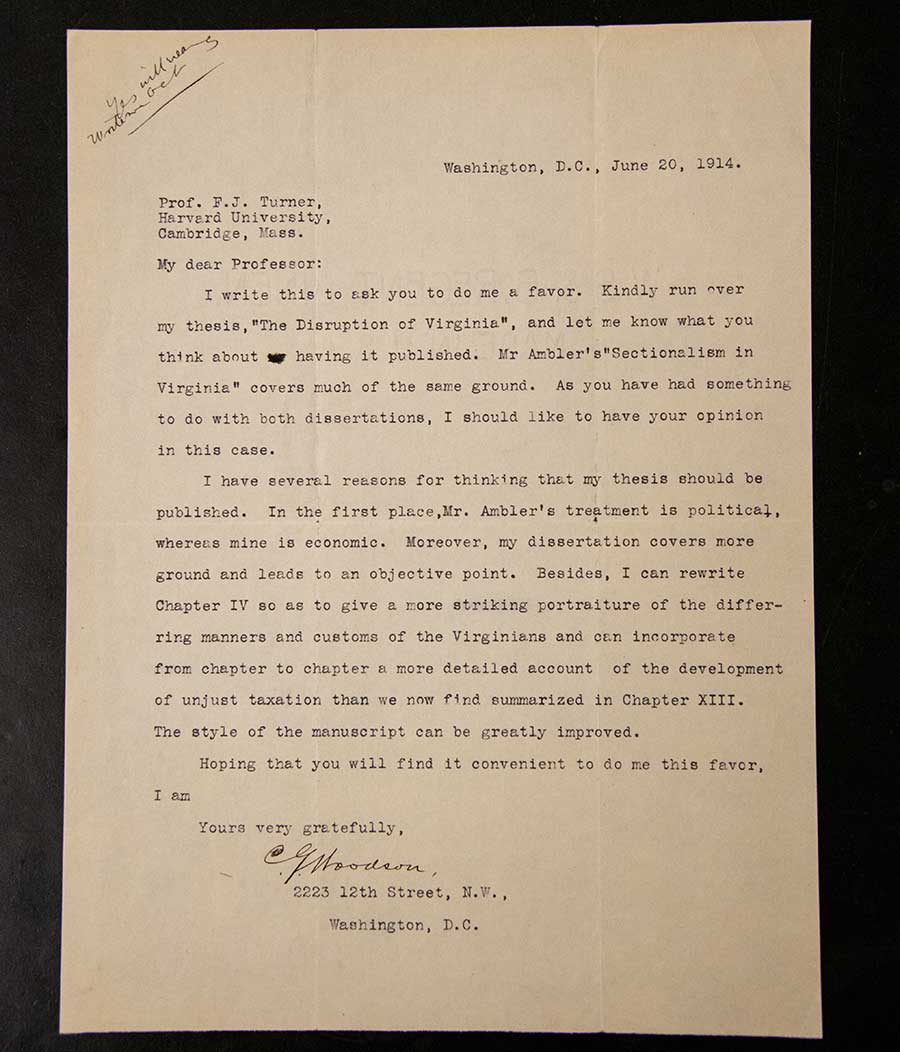 Yes will
Washington, D.C., June 20, 1914.
Prof. F.J. Turner,
Harvard University,
Cambridge, Mass.
My dear Professor:
I write this to ask you to do me a favor. Kindly run over
my thesis,"The Disruption of Virginia", and let me know what you
think about having it published. Mr Ambler's"Sectionalism in
Virginia" covers much of the same ground. As you have had something
to do with both dissertations, I should like to have your opinion
in this case.
I have several reasons for thinking that my thesis should be
published. In the first place,Mr. Ambler's treatment is political,
whereas mine is economic. Moreover, my dissertation covers more
ground and leads to an objective point. Besides, I can rewrite
Chapter IV so as to give a more striking portraiture of the differ-
ring manners and customs of the Virginians and can incorporate
from chapter to chapter a more detailed account of the development
of unjust taxation than we now find summarized in Chapter XIII.
The style of the manuscript can be greatly improved.
Hoping that you will find it convenient to do me this favor,
I am
Yours very gratefully,
C.G.Woodson,
2223 12th Street, N.W.,
Washington, D.C.